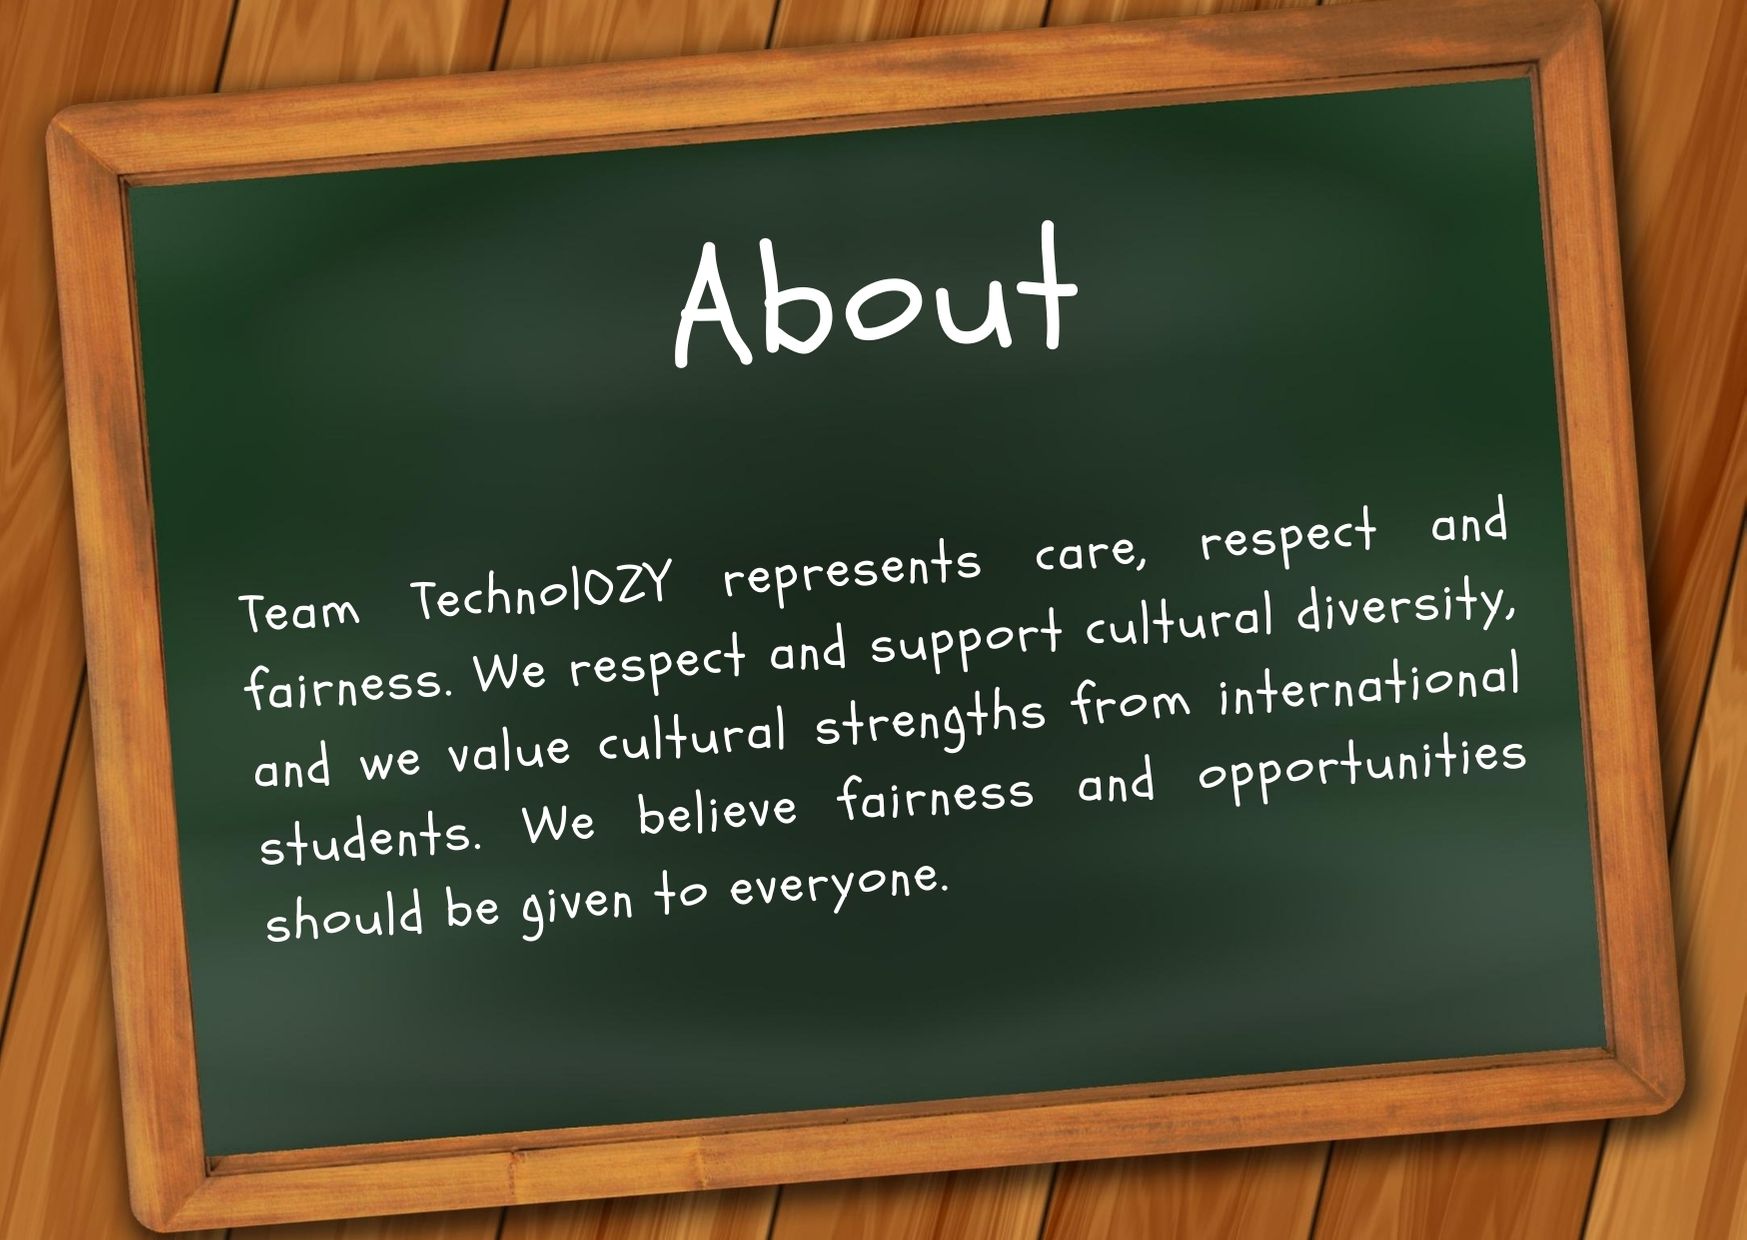 About
Team TechnolOZY represents care, respect and
fairness. We respect and support cultural diversity,
and we value cultural strengths from international
students. We believe fairness and opportunities
should be given to everyone.